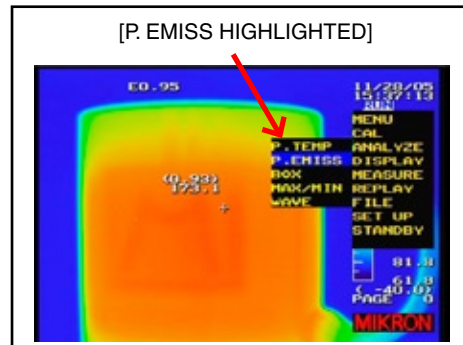 [P. EMISS HIGHLIGHTED]
E0.95
11/28/05
15:37:13
RUN
MENU
CAL
P.TEMP ANALYZE
P.EMISS DISPLAY
BOX MEASURE
MAX/MIN REPLAY
WAVE FILE
SET UP
STANDBY
(0.93)
173.1
81.8
61.8
( -40.0)
PAGE 0
MIKRON